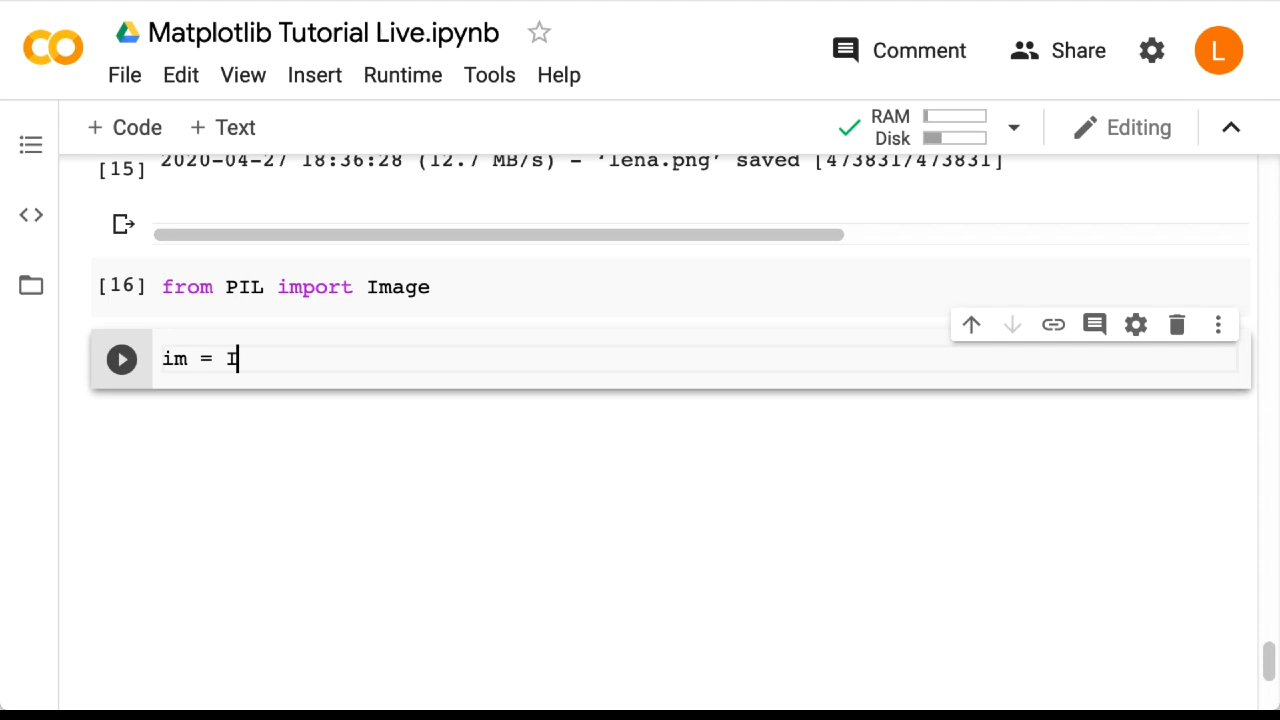 Matplotlib Tutorial Live.ipynb
File Edit View Insert Runtime Tools Help
Comment Share L
+ Code + Text
RAM
Disk
Editing
2020-04-27 18:36:28 (12.7 MB/s) - ‘lena.png’ saved [473831/473831]
[15]
[16] from PIL import Image
im = I